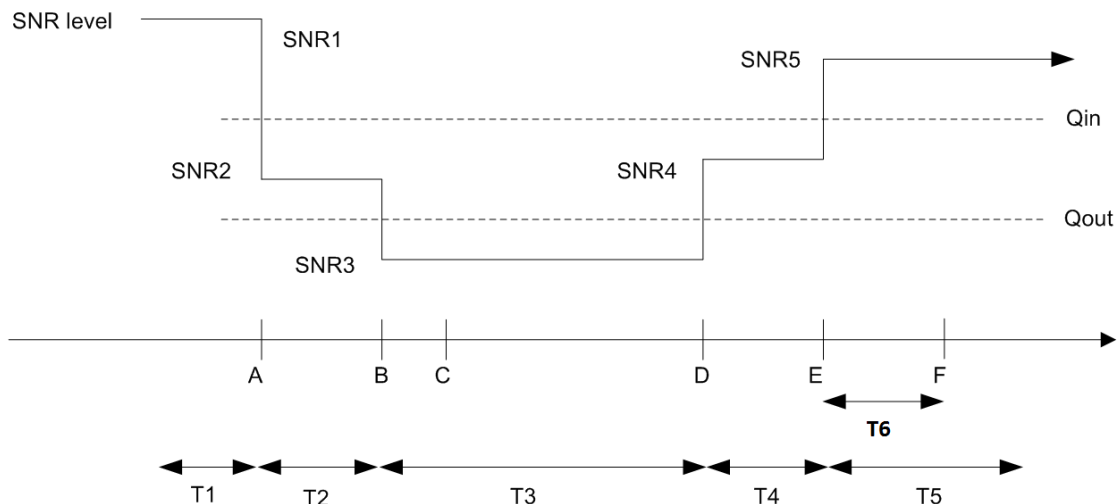 SNR level
SNR1
SNR5
Qin
SNR2
SNR4
Qout
SNR3
A B C D E F
T6
T1 T2 T3 T4 T5